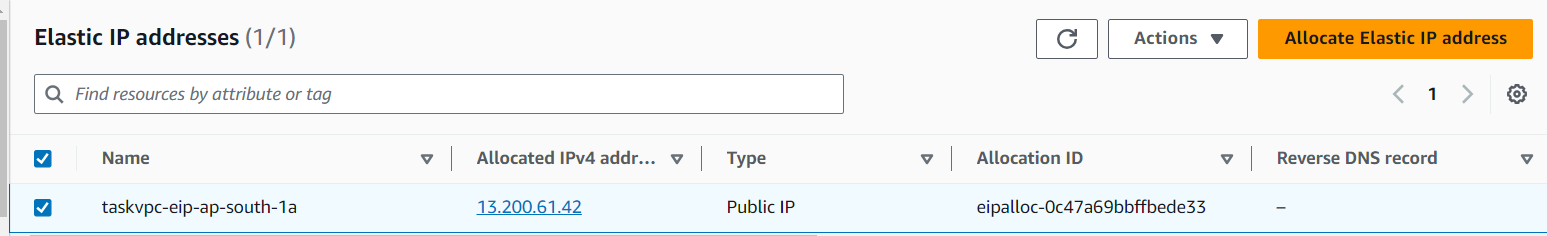 Elastic IP addresses (1/1)
Actions
Allocate Elastic IP address
Find resources by attribute or tag
1
Name Allocated IPv4 addr... Type Allocation ID Reverse DNS record
taskvpc-eip-ap-south-1a 13.200.61.42 Public IP eipalloc-0c47a69bbffbede33 –